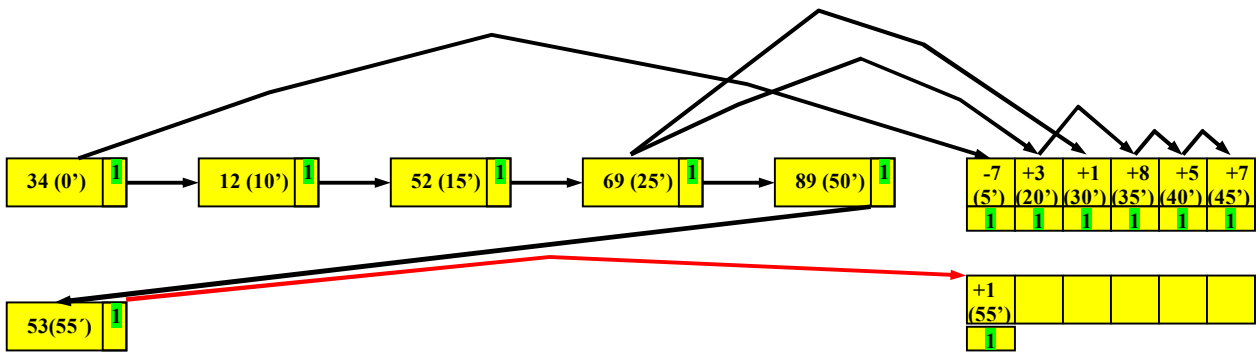 34 (0’) 1
12 (10’) 1
52 (15’) 1
69 (25’) 1
89 (50’) 1
-7 +3 +1 +8 +5 +7
(5’) (20’) (30’) (35’) (40’) (45’)
1 1 1 1 1 1
53(55´) 1
+1
(55’)
1